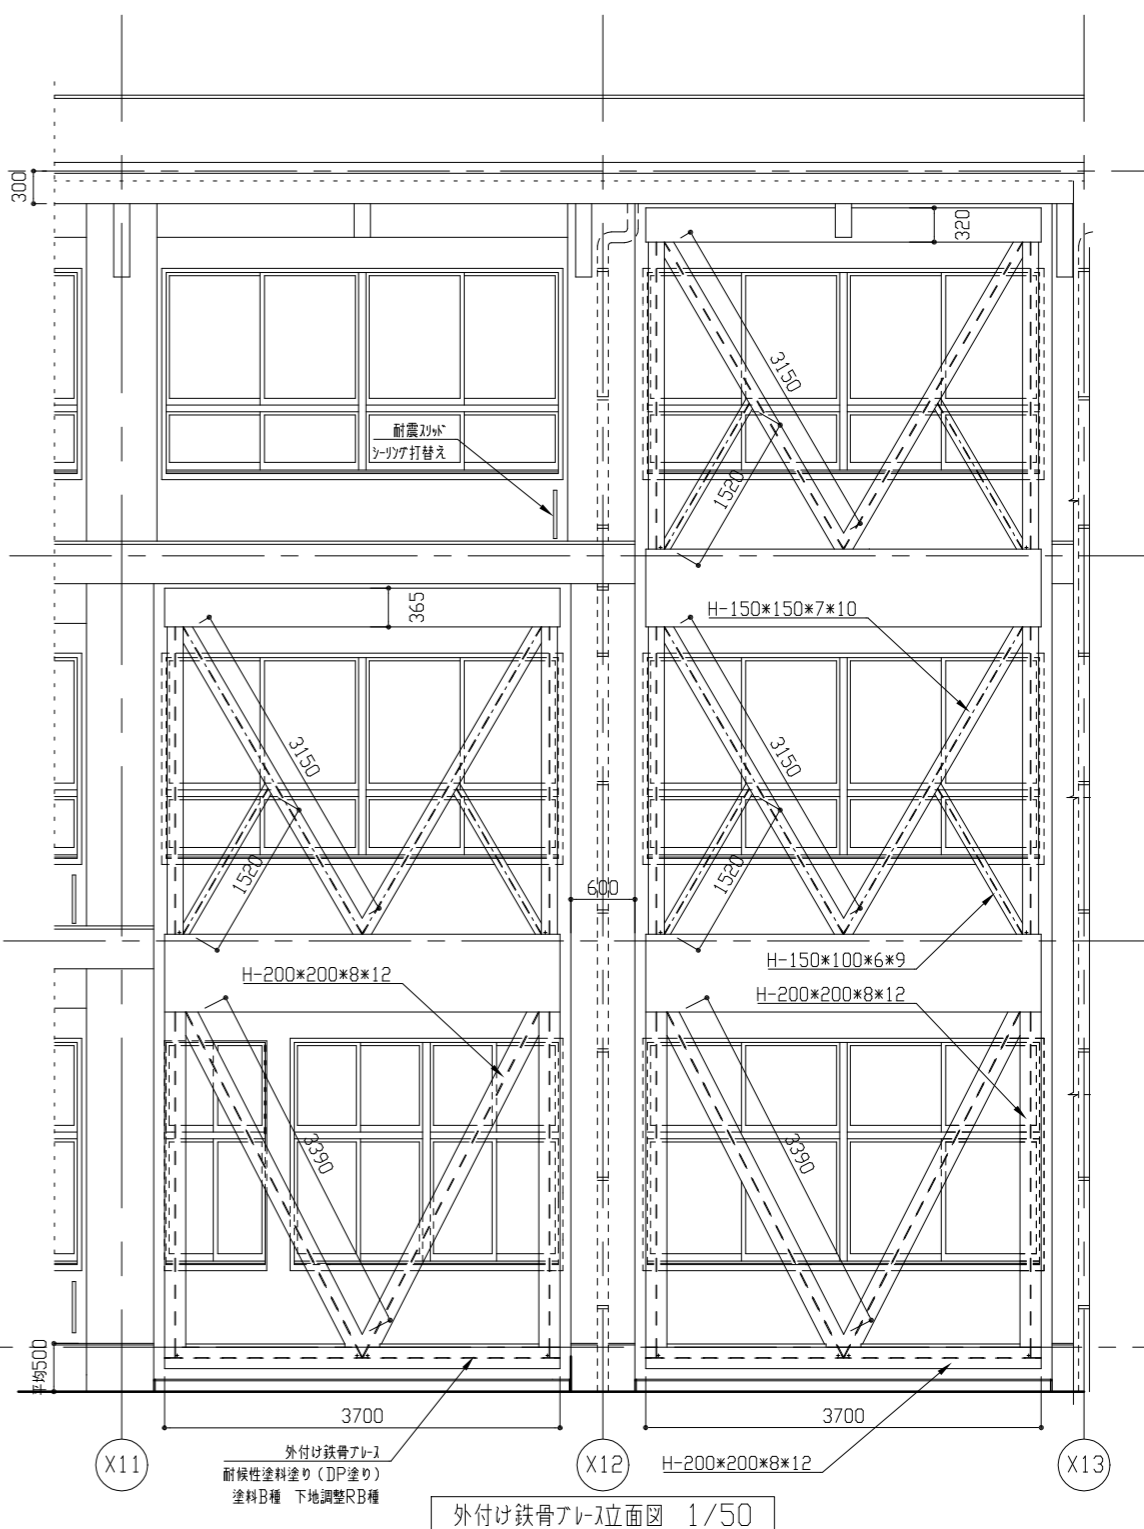 300
320
3150
耐震スリット
シーリング打替え
1520
365
H-150*150*7*10
3150
3150
1520
1520
600
H-150*100*6*9
H-200*200*8*12
H-200*200*8*12
3390
3390
平均500
3700
3700
外付け鉄骨ブレース
耐候性塗料塗り(DP塗り)
塗料B種 下地調整RB種
H-200*200*8*12
X11
X12
X13
外付け鉄骨ブレース立面図 1/50